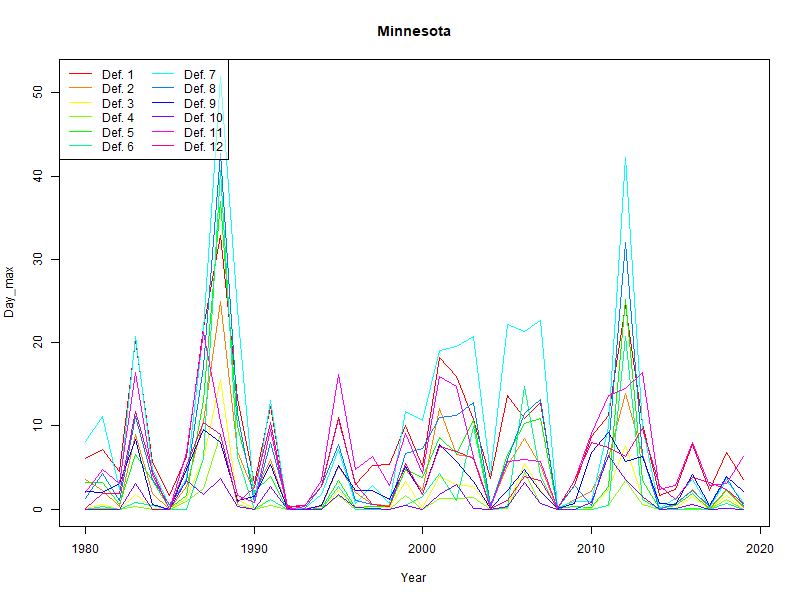 Minnesota
Def. 1 Def. 7
Def. 2 Def. 8
Def. 3 Def. 9
Def. 4 Def. 10
Def. 5 Def. 11
Def. 6 Def. 12
50
40
30
20
10
0
Day_max
1980 1990 2000 2010 2020
Year